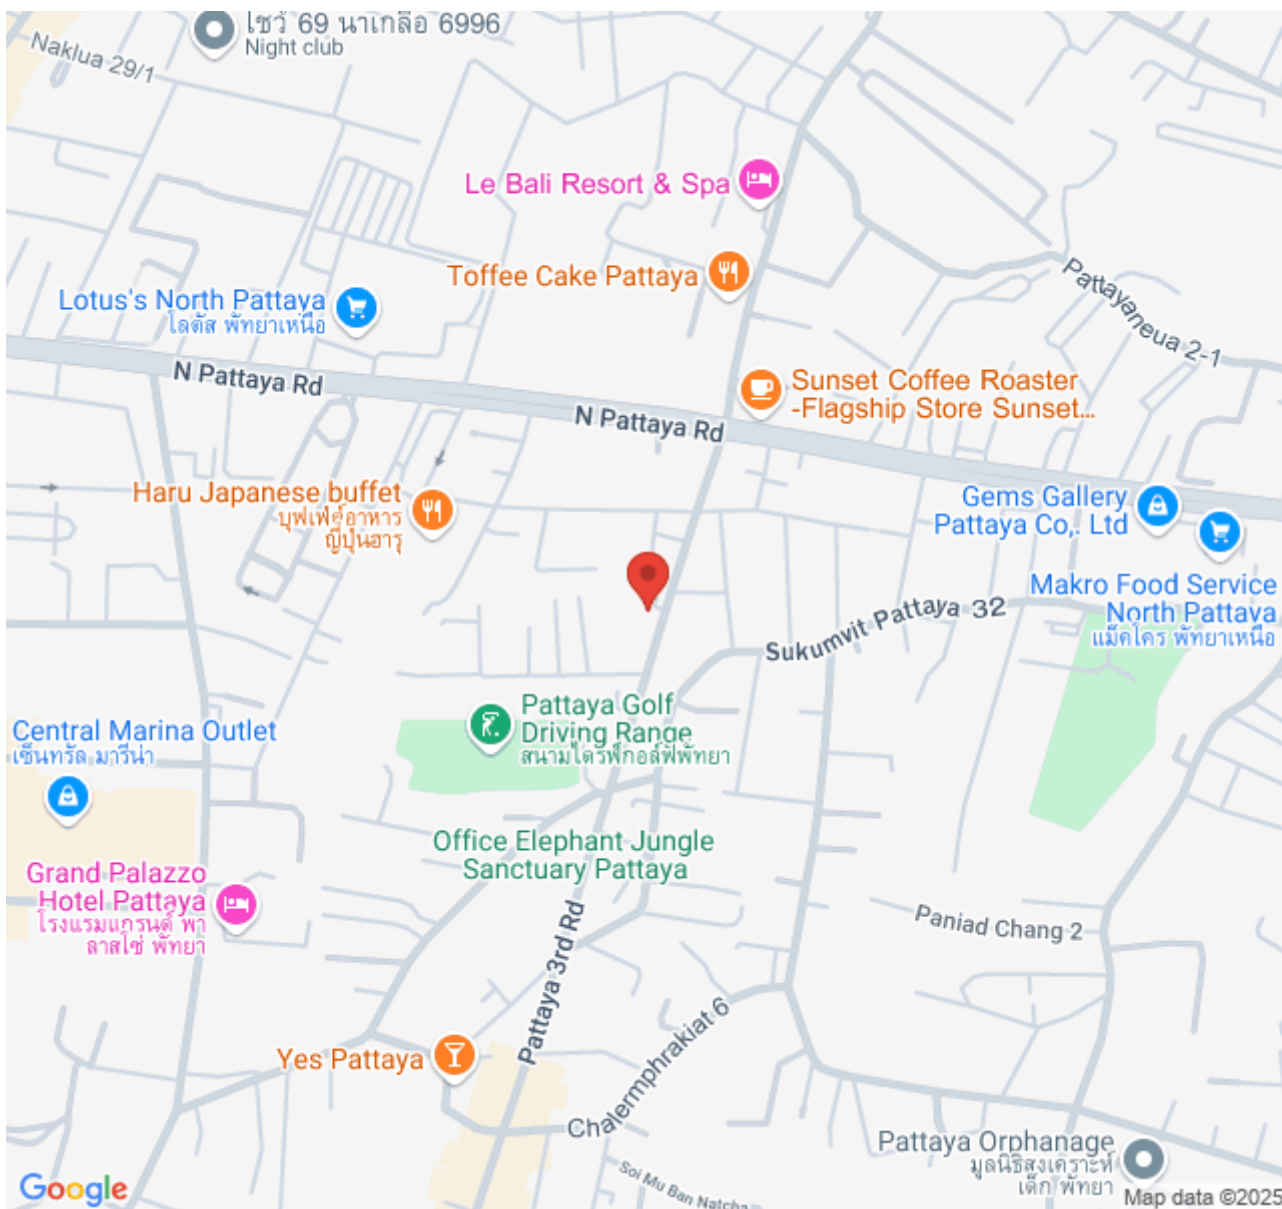 โชว์ 69 นาเกลือ 6996
Night club
Naklua 29/1
Le Bali Resort & Spa
Toffee Cake Pattaya
Pattayaneua 2-1
Lotus's North Pattaya
โลตัส พัทยาเหนือ
N Pattaya Rd
N Pattaya Rd
Sunset Coffee Roaster
-Flagship Store Sunset...
Haru Japanese buffet
บุฟเฟ่ต์อาหาร
ญี่ปุ่นฮารุ
Gems Gallery
Pattaya Co,. Ltd
Makro Food Service
North Pattaya
แม็คโคร พัทยาเหนือ
Sukumvit Pattaya 32
Pattaya Golf
Driving Range
สนามไดรฟ์กอล์ฟพัทยา
Central Marina Outlet
เซ็นทรัล มารีน่า
Office Elephant Jungle
Sanctuary Pattaya
Grand Palazzo
Hotel Pattaya
โรงแรมแกรนด์ พา
ลาสโซ่ พัทยา
Paniad Chang 2
Pattaya 3rd Rd
Yes Pattaya
Chalermphrakiat 6
Pattaya Orphanage
มูลนิธิสงเคราะห์
เด็ก พัทยา
Soi Mu Ban Natcha
Google
Map data ©2025